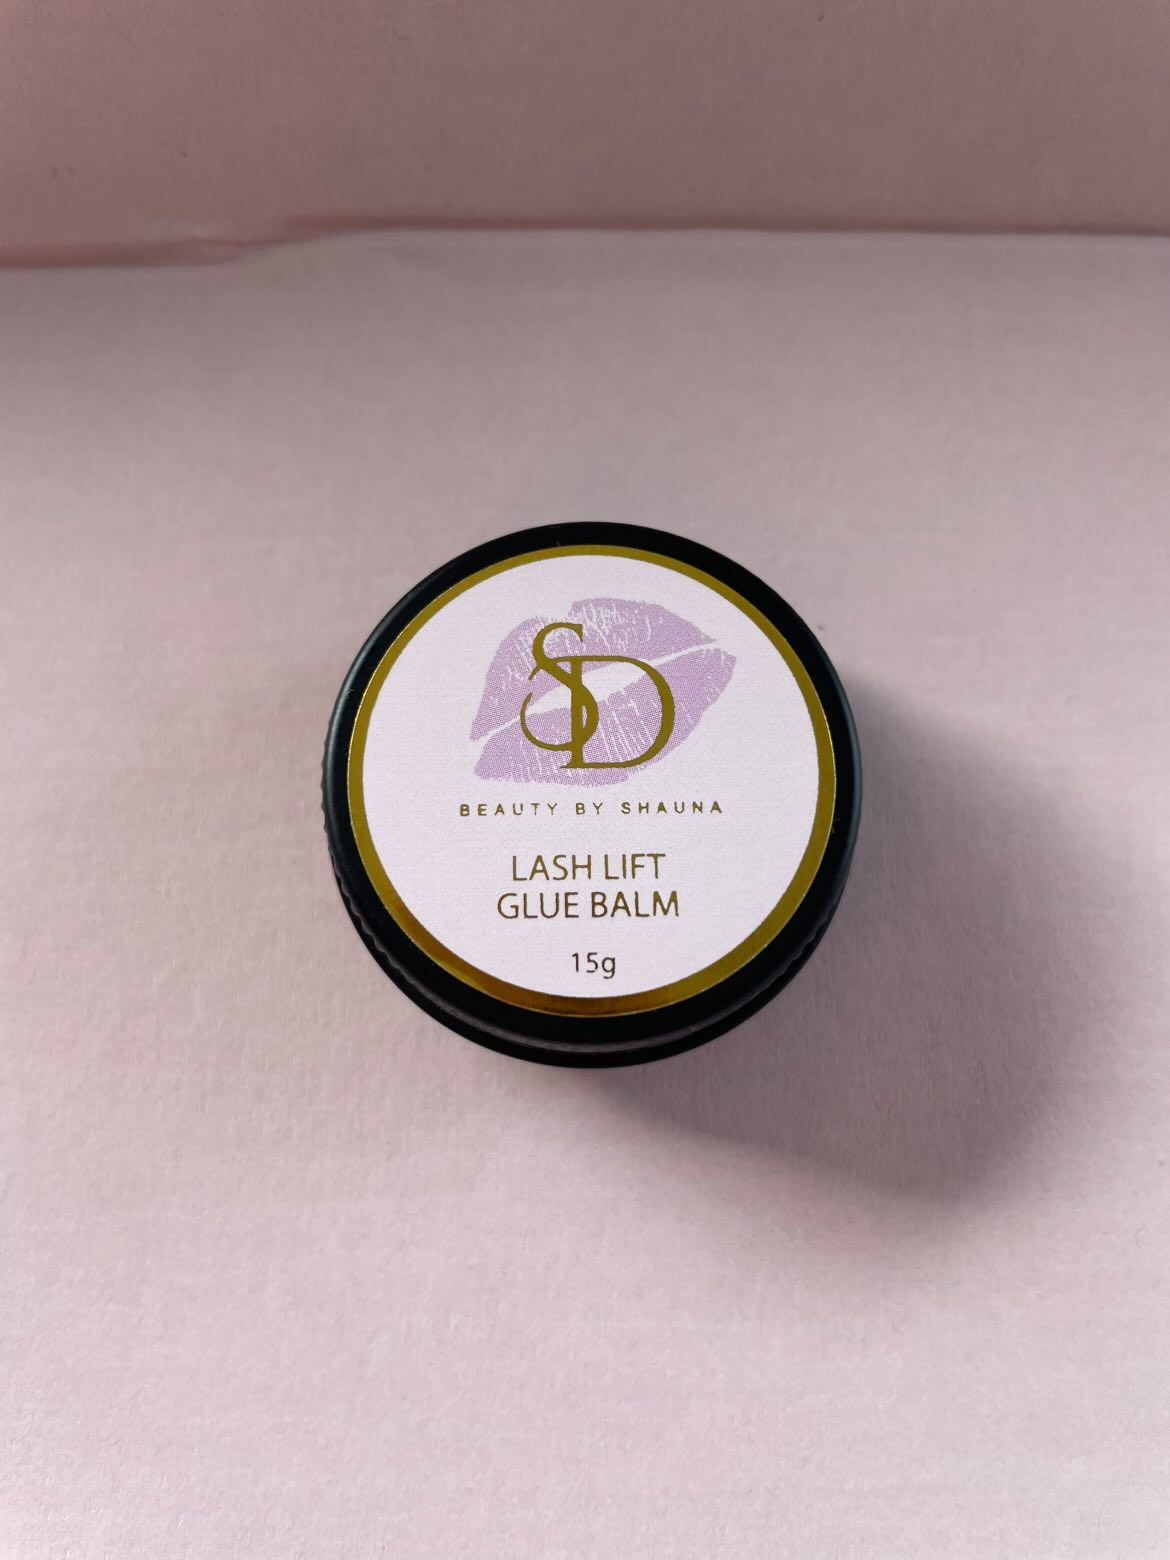 SD
BEAUTY BY SHAUNA
LASH LIFT
GLUE BALM
15g